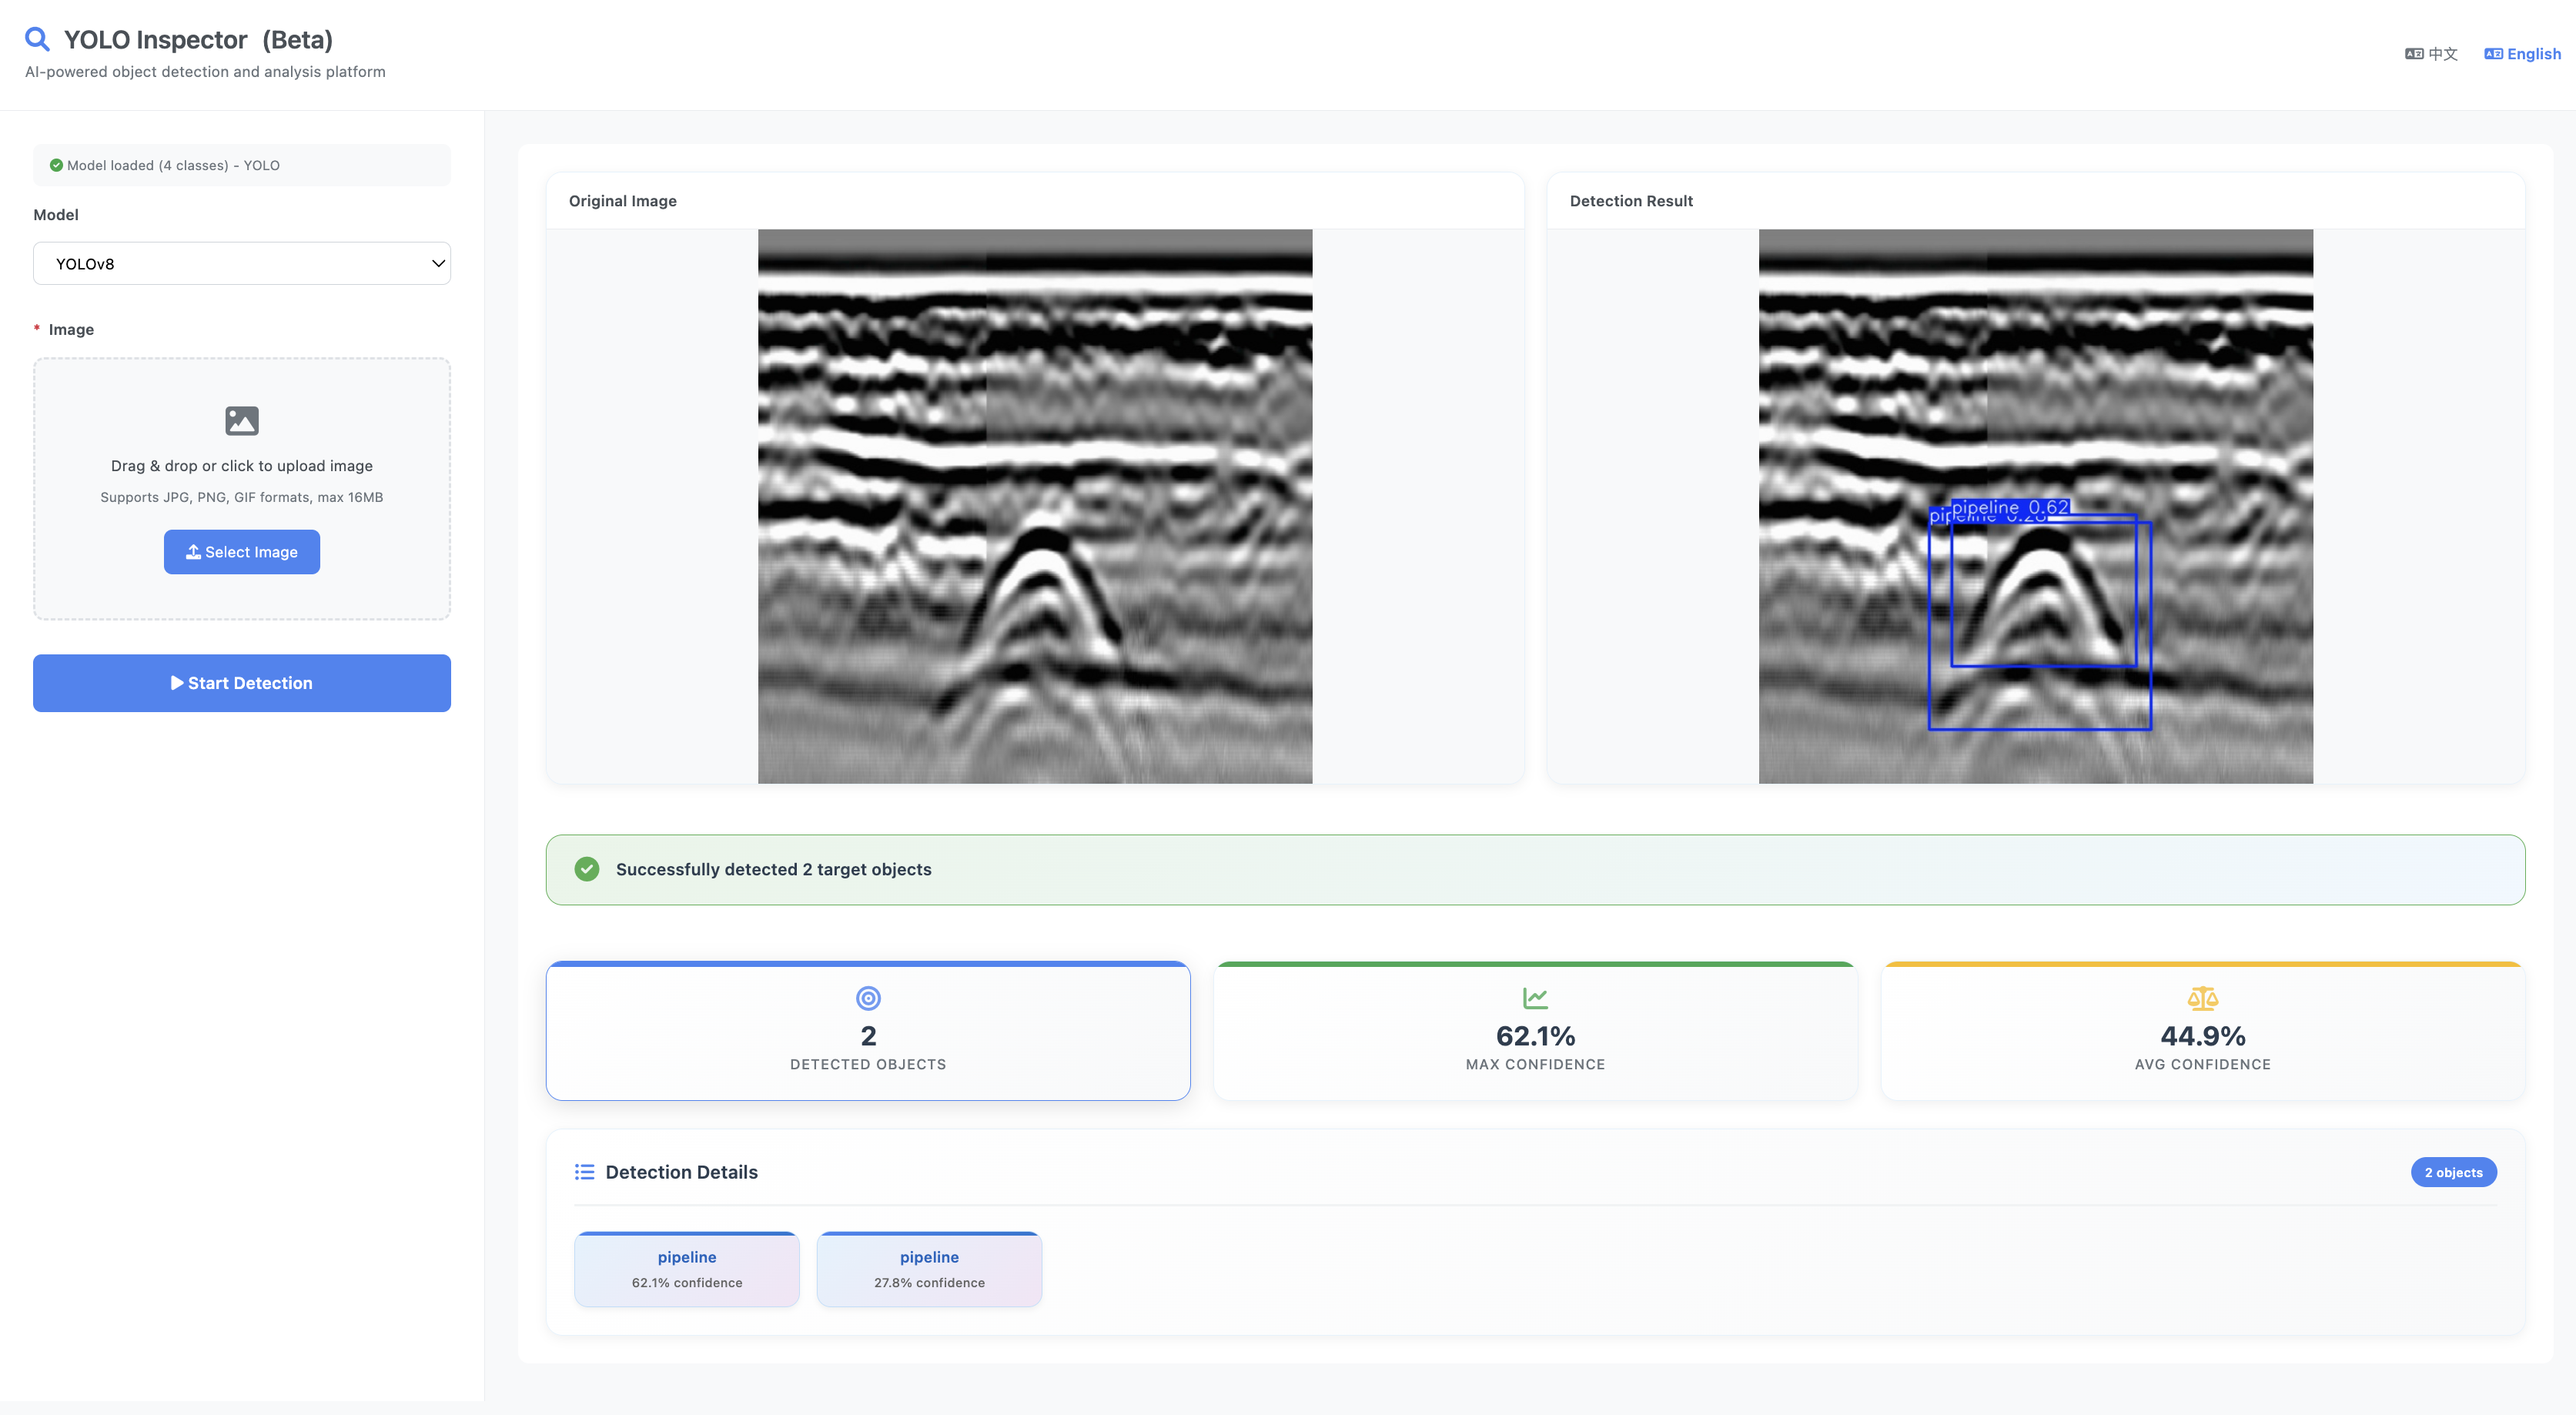 YOLO Inspector (Beta)
AI-powered object detection and analysis platform
中文
English
Model loaded (4 classes) - YOLO
Model
YOLOv8
* Image
Drag & drop or click to upload image
Supports JPG, PNG, GIF formats, max 16MB
Select Image
Start Detection
Original Image
Detection Result
pipeline 0.62
pipeline 0.28
Successfully detected 2 target objects
2
DETECTED OBJECTS
62.1%
MAX CONFIDENCE
44.9%
AVG CONFIDENCE
Detection Details
2 objects
pipeline
62.1% confidence
pipeline
27.8% confidence